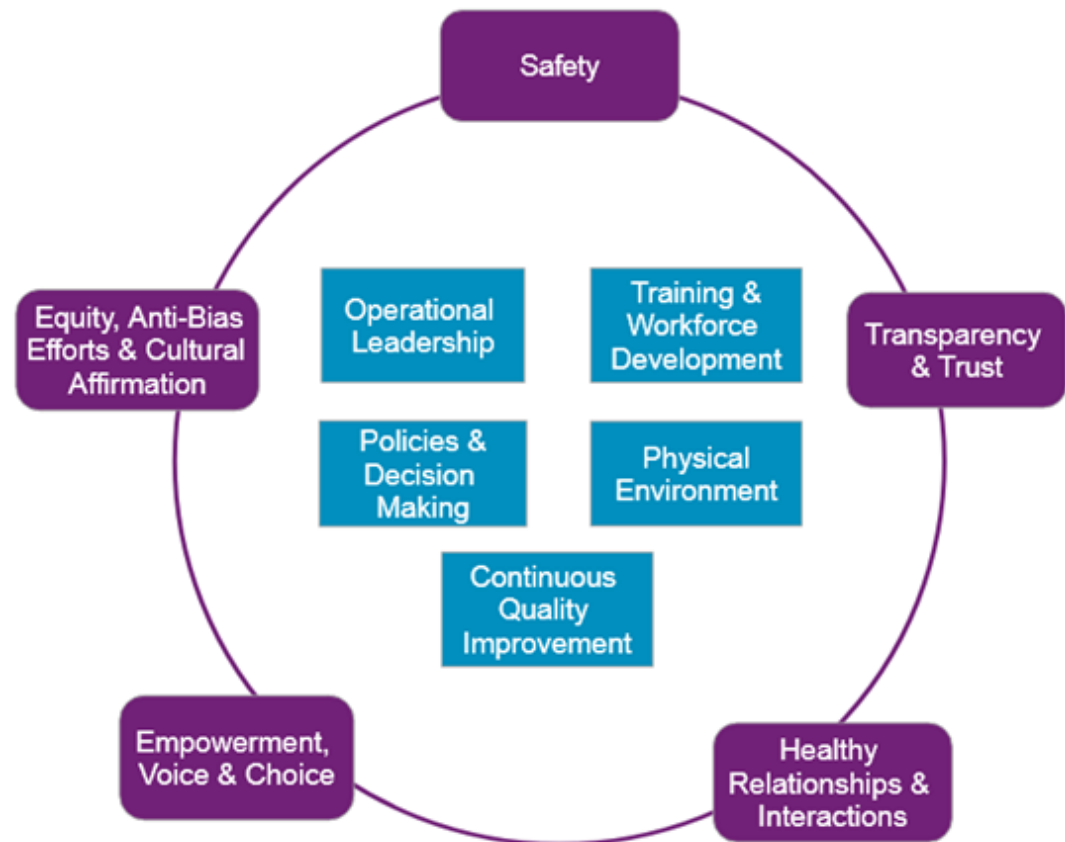 Safety
Equity, Anti-Bias
Efforts & Cultural
Affirmation
Operational
Leadership
Training &
Workforce
Development
Transparency
& Trust
Policies &
Decision
Making
Physical
Environment
Continuous
Quality
Improvement
Empowerment,
Voice & Choice
Healthy
Relationships &
Interactions